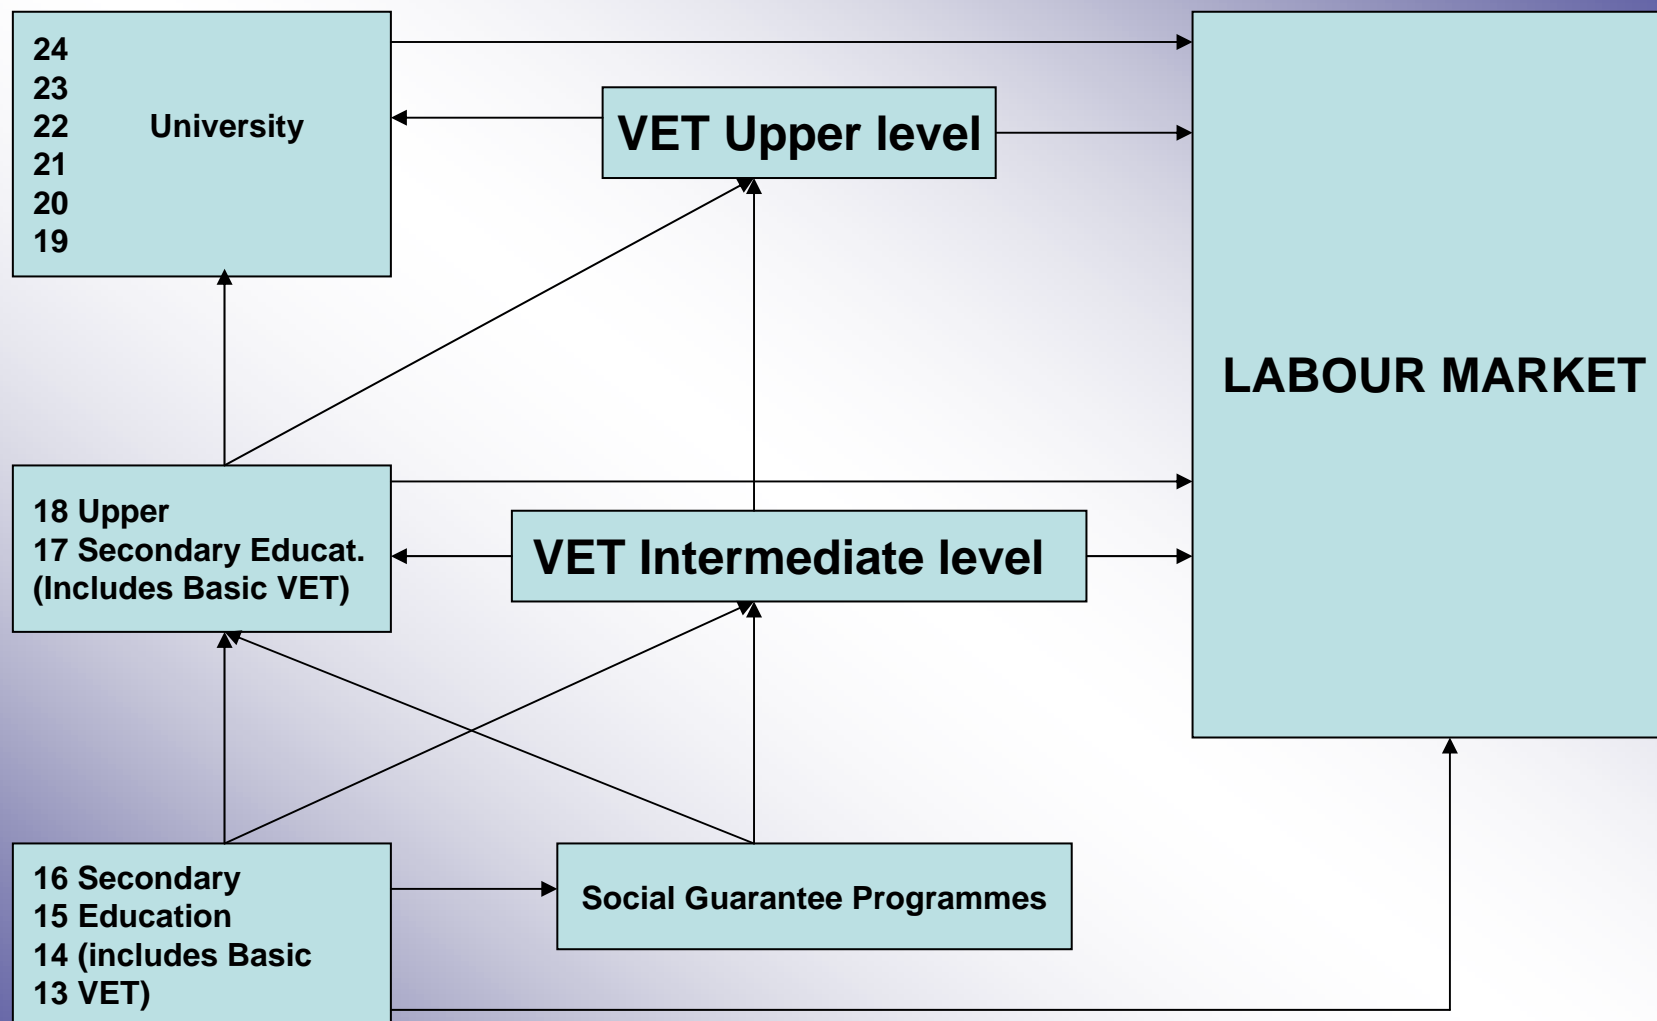 24
23
22
University
21
20
19
VET Upper level
LABOUR MARKET
18 Upper
17 Secondary Educat.
(Includes Basic VET)
VET Intermediate level
16 Secondary
15 Education
14 (includes Basic
13 VET)
Social Guarantee Programmes